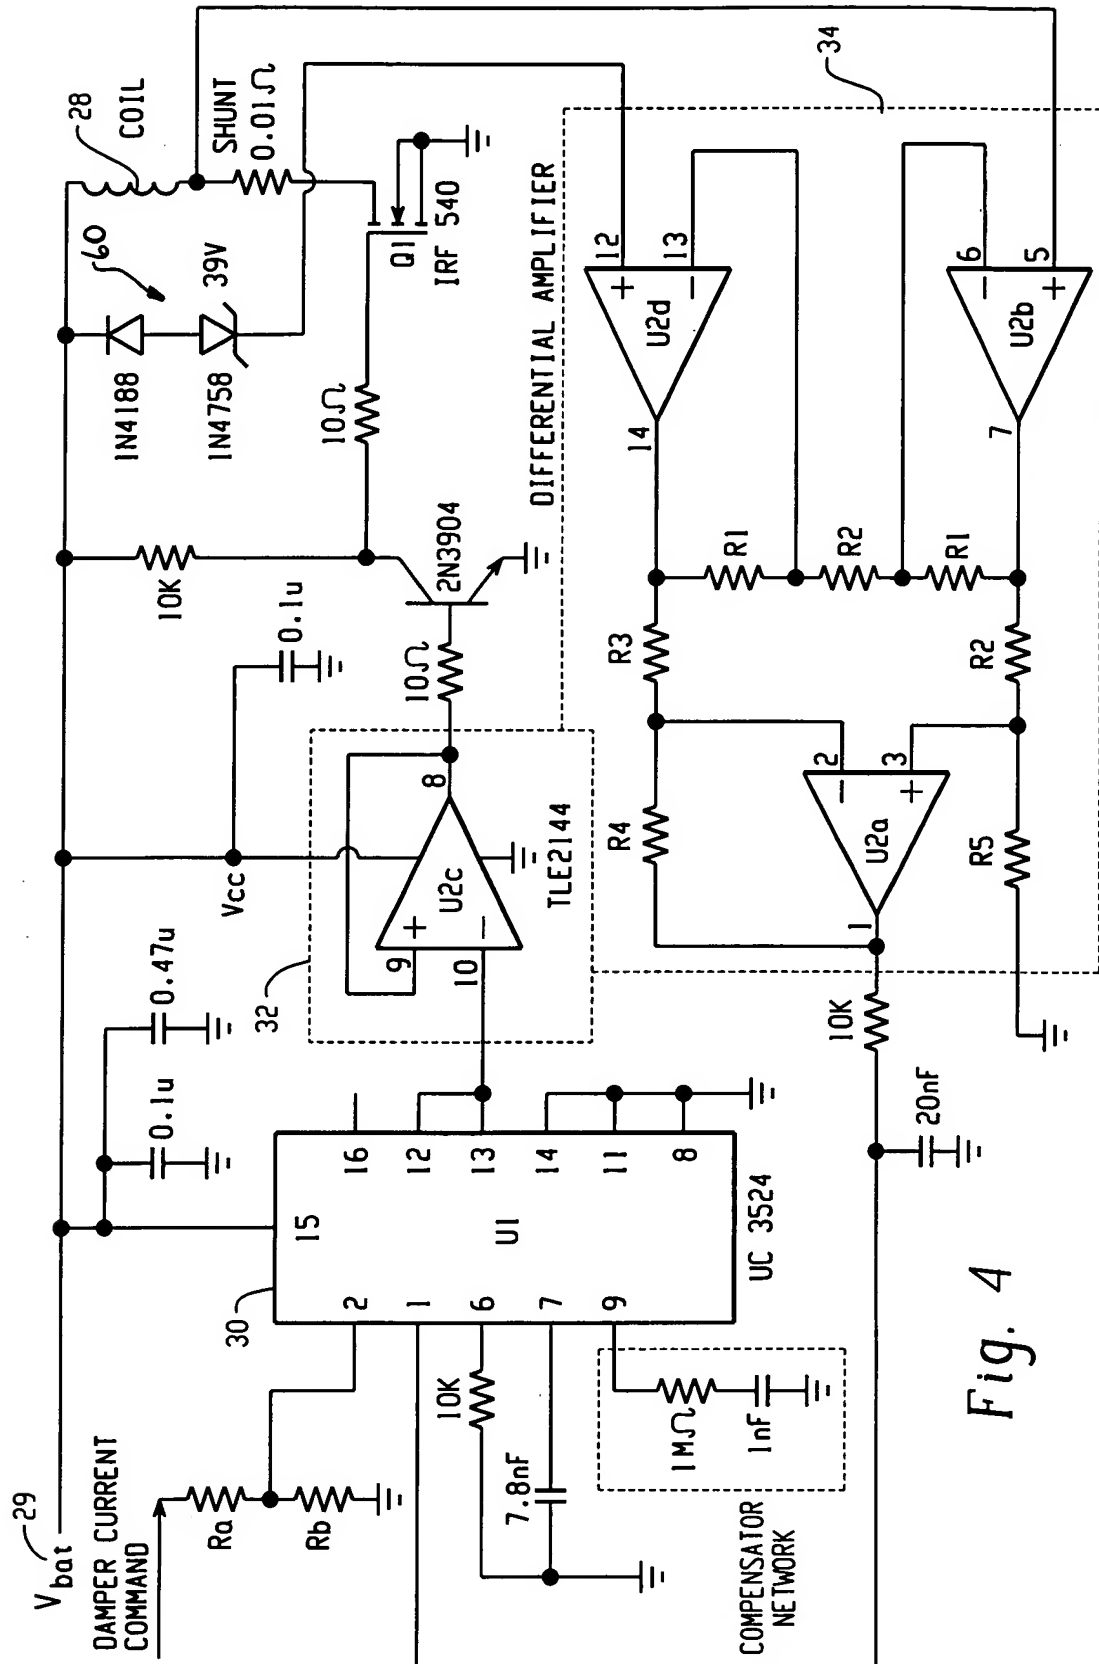 Vbat
29
DAMPER CURRENT
COMMAND
Ra
Rb
30
15
2
1
6
7
9
U1
16
12
13
14
11
8
UC 3524
10K
7.8nF
1MΩ
1nF
COMPENSATOR
NETWORK
0.1u
0.47u
32
Vcc
0.1u
9
+
10
−
U2c
8
TLE2144
10Ω
2N3904
10K
10Ω
1N4188
1N4758
39V
60
28
COIL
SHUNT
0.01Ω
Q1
IRF 540
DIFFERENTIAL AMPLIFIER
34
12
+
13
−
U2d
14
6
−
5
+
U2b
7
R1
R2
R1
R3
R2
R4
R5
2
−
3
+
U2a
1
10K
20nF
Fig. 4